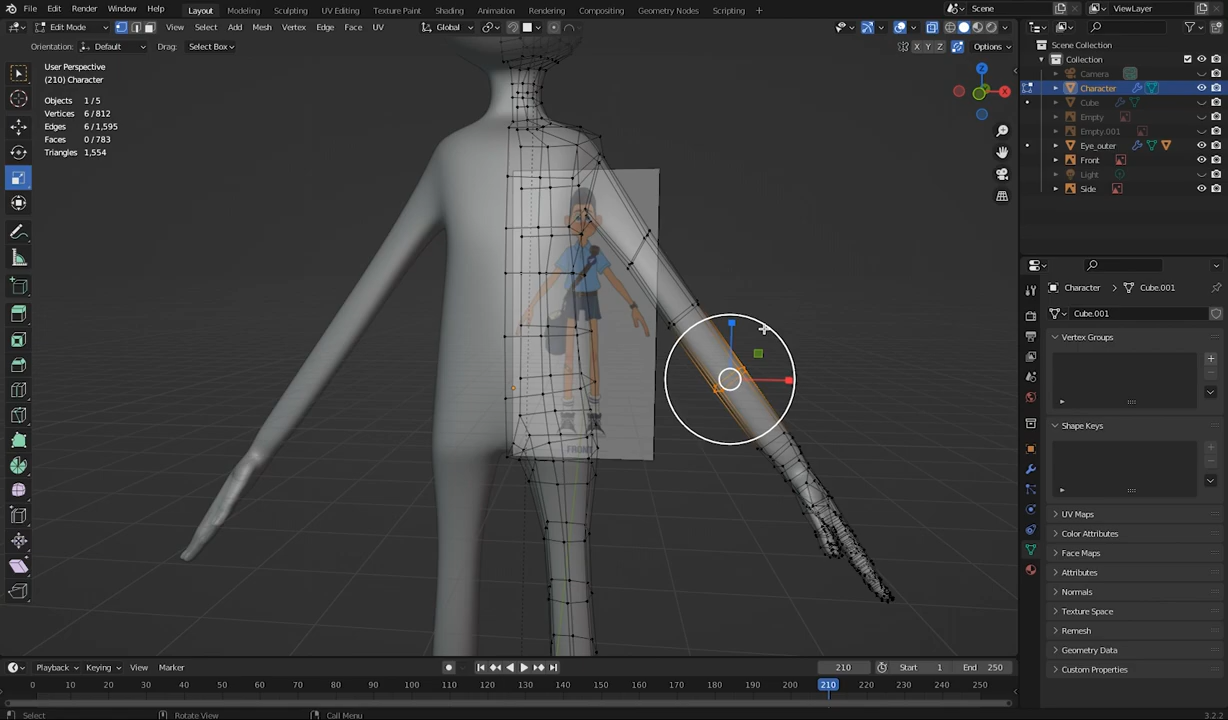 File Edit Render Window Help Layout Modeling Sculpting UV Editing Texture Paint Shading Animation Rendering Compositing Geometry Nodes Scripting Scene ViewLayer
Edit Mode View Select Add Mesh Vertex Edge Face UV Global
Orientation: Default Drag: Select Box X Y Z Options
User Perspective
(210) Character
Objects 1/5
Vertices 6/812
Edges 6/1,595
Faces 0/783
Triangles 1,554
Z
X
FRONT
Scene Collection
Collection
Camera
Character
Cube
Empty
Empty.001
Eye_outer
Front
Light
Side
Character Cube.001
Cube.001
Vertex Groups
Shape Keys
UV Maps
Color Attributes
Face Maps
Attributes
Normals
Texture Space
Remesh
Geometry Data
Custom Properties
Playback Keying View Marker 210 Start 1 End 250
0 10 20 30 40 50 60 70 80 90 100 110 120 130 140 150 160 170 180 190 200 210 220 230 240 250
Select Rotate View Call Menu 3.2.2